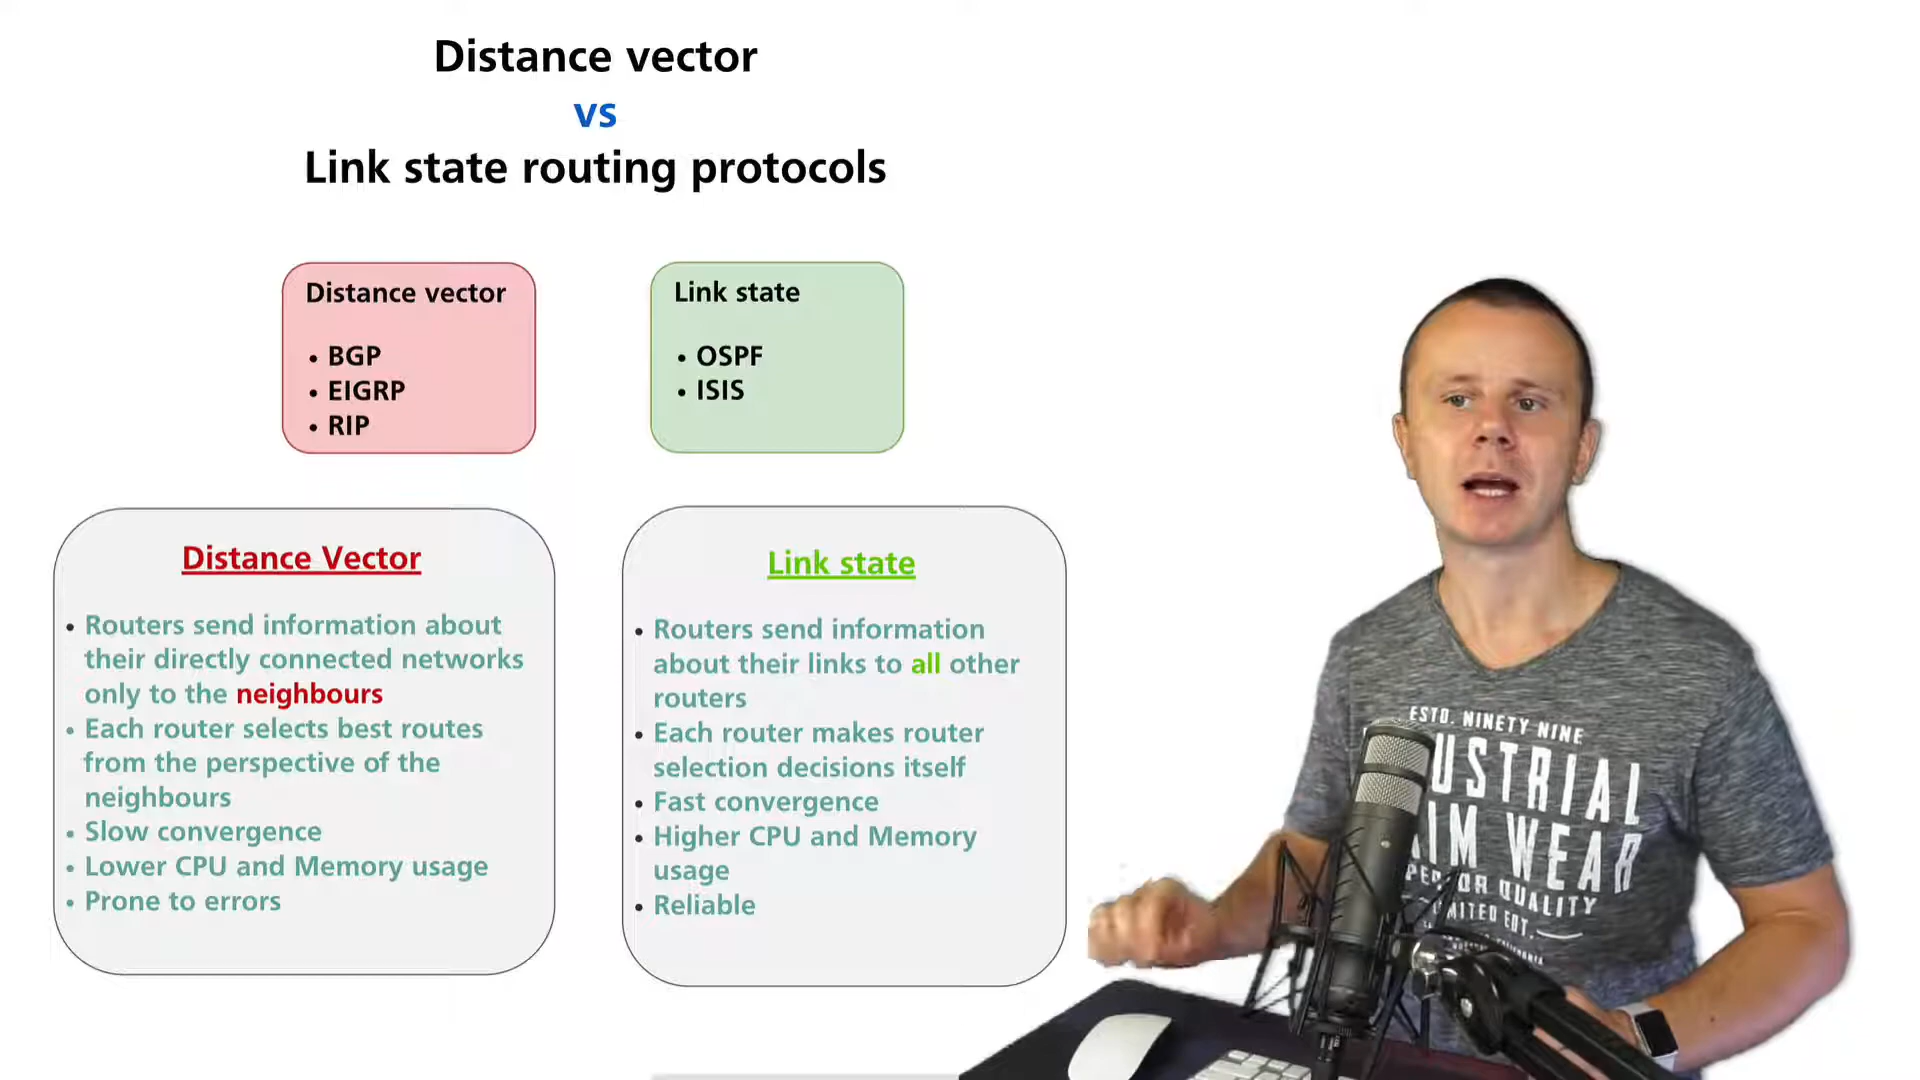 Distance vector
vs
Link state routing protocols
Distance vector
• BGP
• EIGRP
• RIP
Link state
• OSPF
• ISIS
Distance Vector
• Routers send information about
their directly connected networks
only to the neighbours
• Each router selects best routes
from the perspective of the
neighbours
• Slow convergence
• Lower CPU and Memory usage
• Prone to errors
Link state
• Routers send information
about their links to all other
routers
• Each router makes router
selection decisions itself
• Fast convergence
• Higher CPU and Memory
usage
• Reliable
ESTD. NINETY NINE
USTRIAL
WEAR
QUALITY